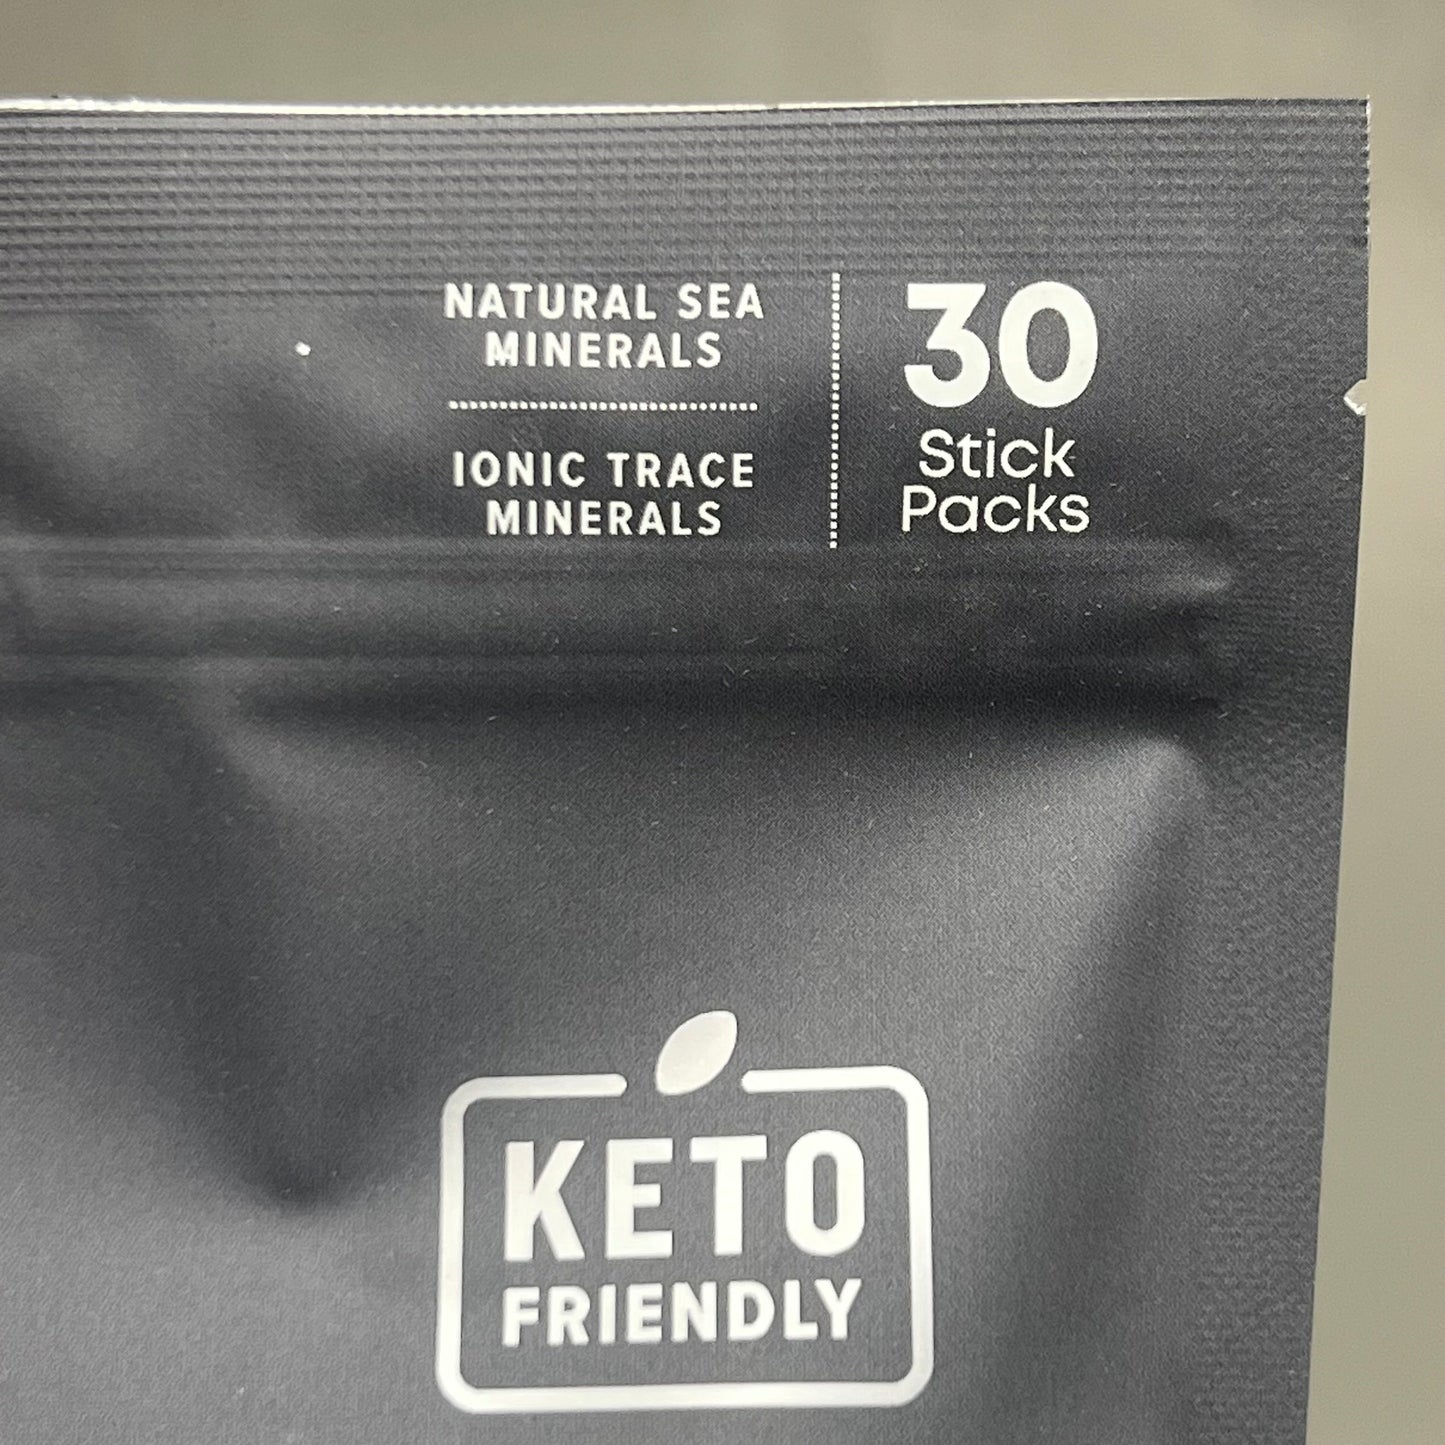 NATURAL SEA
MINERALS
IONIC TRACE
MINERALS
30
Stick
Packs
KETO
FRIENDLY